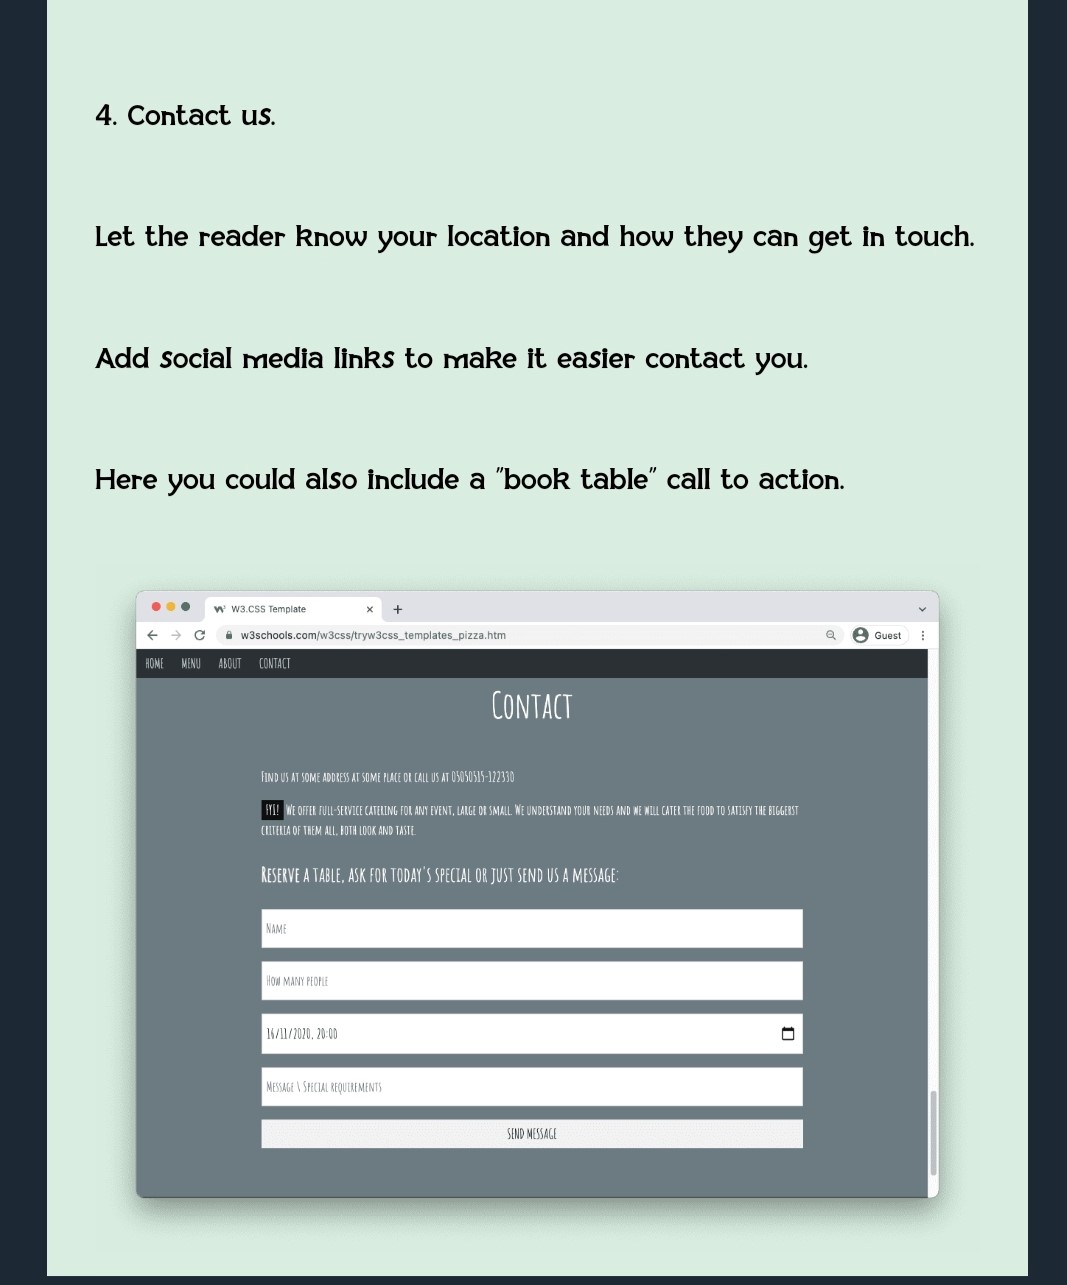 4. Contact us.
Let the reader know your location and how they can get in touch.
Add social media links to make it easier contact you.
Here you could also include a "book table" call to action.
W3.CSS Template
w3schools.com/w3css/tryw3css_templates_pizza.htm
Guest
HOME MENU ABOUT CONTACT
CONTACT
FIND US AT SOME ADDRESS AT SOME PLACE OR CALL US AT 05050515-122330
FYI! WE OFFER FULL-SERVICE CATERING FOR ANY EVENT, LARGE OR SMALL. WE UNDERSTAND YOUR NEEDS AND WE WILL CATER THE FOOD TO SATISFY THE BIGGERST
CRITERIA OF THEM ALL, BOTH LOOK AND TASTE.
RESERVE A TABLE, ASK FOR TODAY'S SPECIAL OR JUST SEND US A MESSAGE:
NAME
HOW MANY PEOPLE
16/11/2020, 20:00
MESSAGE \ SPECIAL REQUIREMENTS
SEND MESSAGE